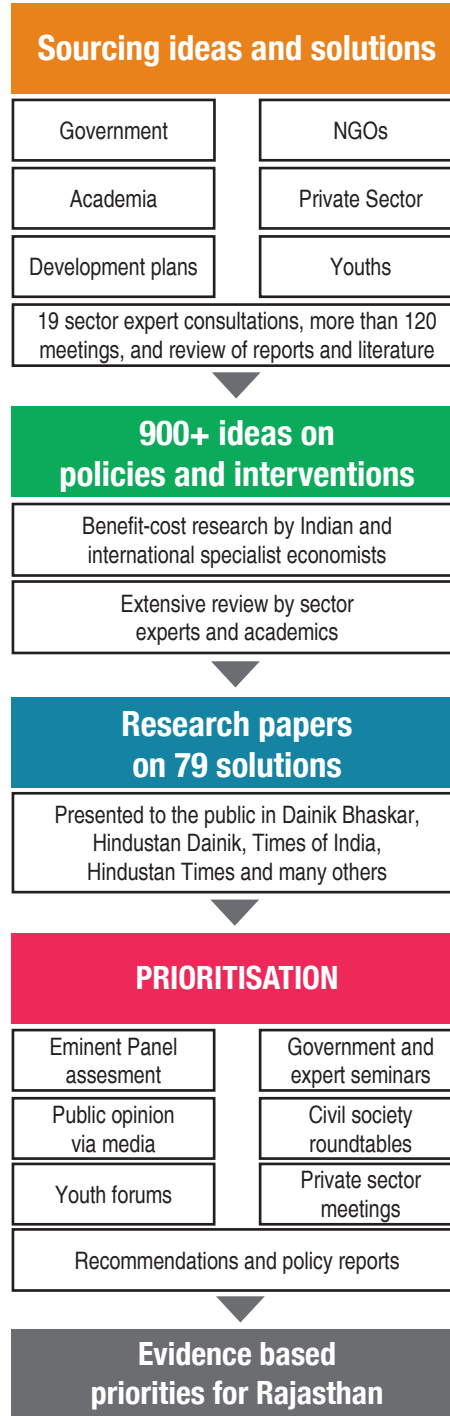 Sourcing ideas and solutions
Government
NGOs
Academia
Private Sector
Development plans
Youths
19 sector expert consultations, more than 120
meetings, and review of reports and literature
900+ ideas on
policies and interventions
Benefit-cost research by Indian and
international specialist economists
Extensive review by sector
experts and academics
Research papers
on 79 solutions
Presented to the public in Dainik Bhaskar,
Hindustan Dainik, Times of India,
Hindustan Times and many others
PRIORITISATION
Eminent Panel
assesment
Government and
expert seminars
Public opinion
via media
Civil society
roundtables
Youth forums
Private sector
meetings
Recommendations and policy reports
Evidence based
priorities for Rajasthan